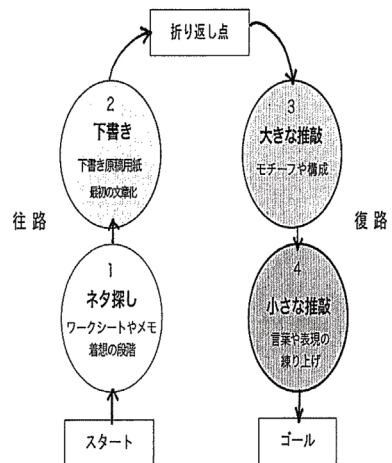 折り返し点
2
下書き
下書き原稿用紙
最初の文章化
3
大きな推敲
モチーフや構成
往路
復路
1
ネタ探し
ワークシートやメモ
着想の段階
4
小さな推敲
言葉や表現の
練り上げ
スタート
ゴール